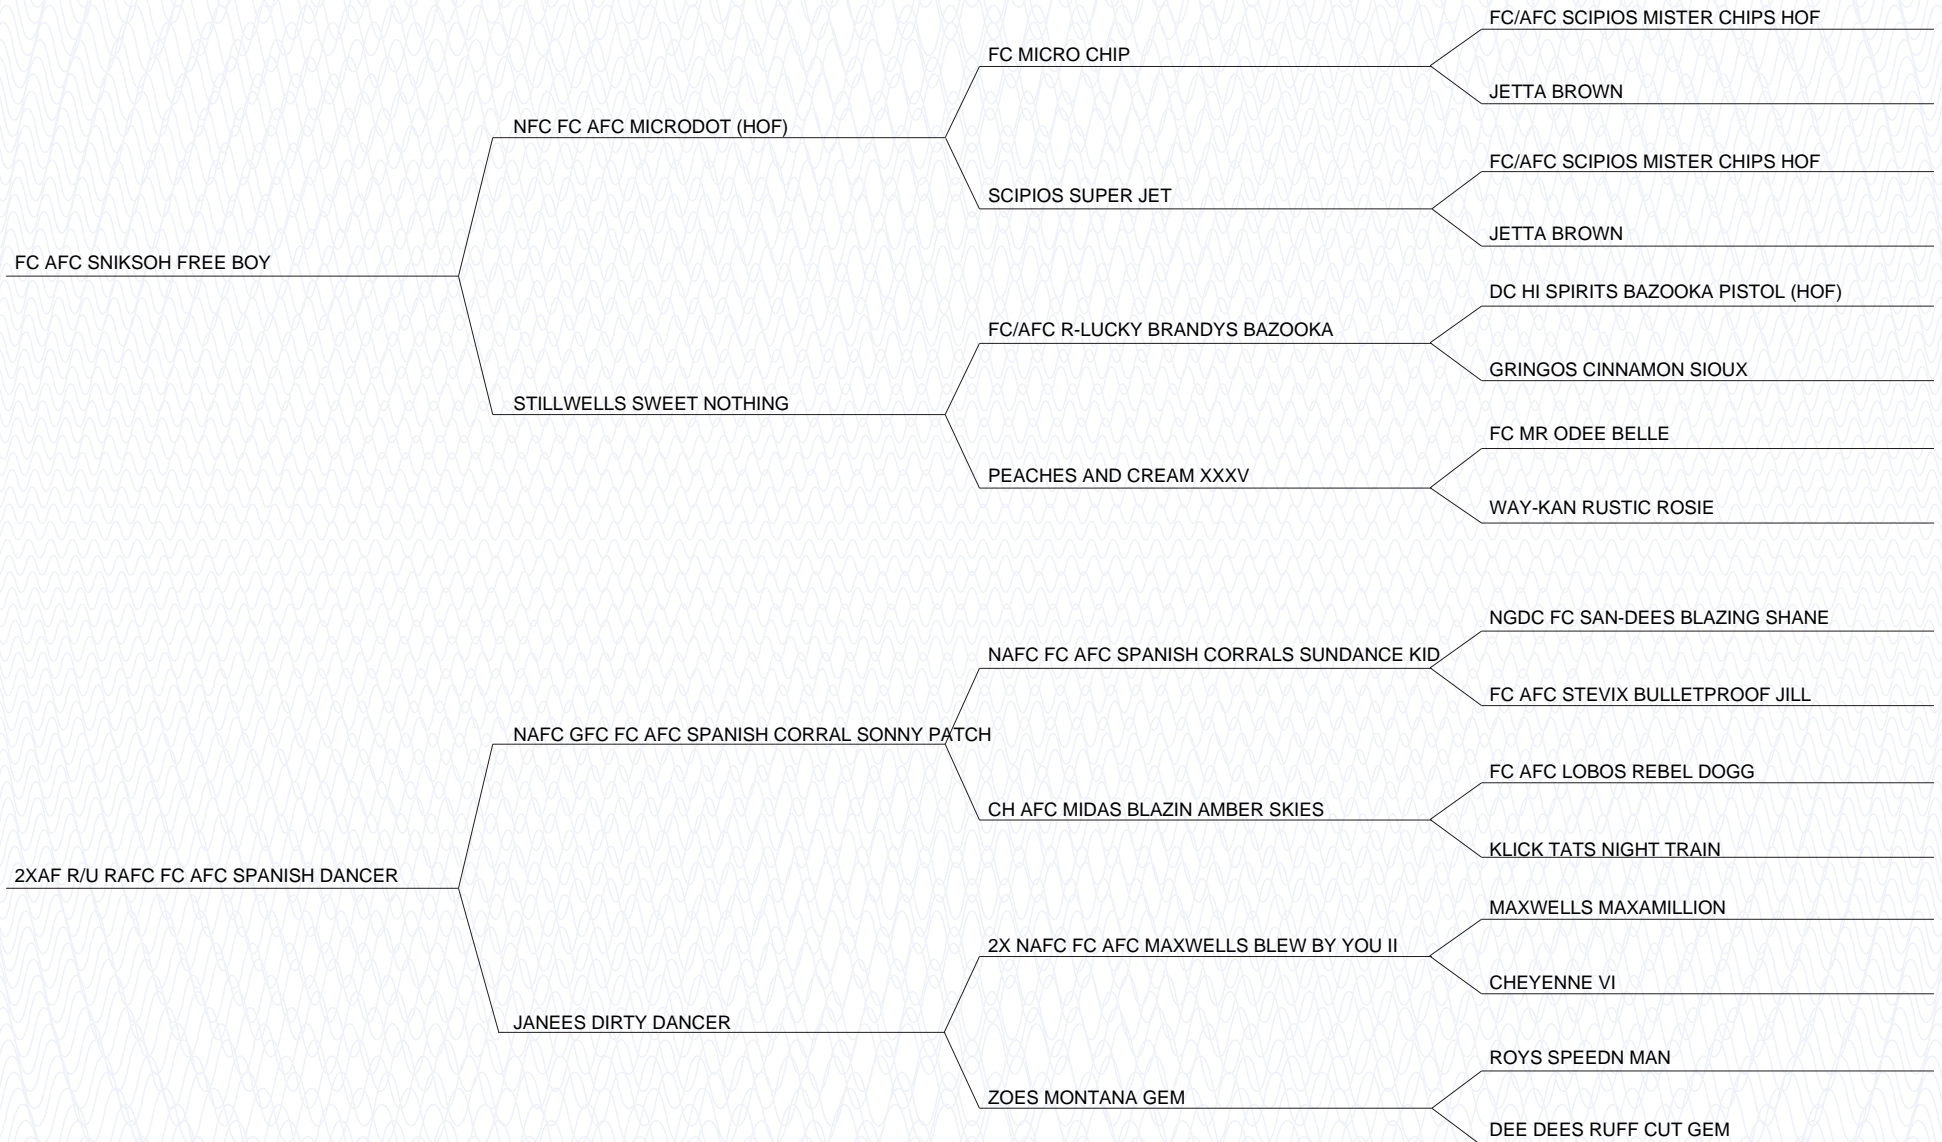 FC/AFC SCIPIOS MISTER CHIPS HOF
FC MICRO CHIP
JETTA BROWN
NFC FC AFC MICRODOT (HOF)
FC/AFC SCIPIOS MISTER CHIPS HOF
SCIPIOS SUPER JET
JETTA BROWN
FC AFC SNIKSOH FREE BOY
DC HI SPIRITS BAZOOKA PISTOL (HOF)
FC/AFC R-LUCKY BRANDYS BAZOOKA
GRINGOS CINNAMON SIOUX
STILLWELLS SWEET NOTHING
FC MR ODEE BELLE
PEACHES AND CREAM XXXV
WAY-KAN RUSTIC ROSIE
NGDC FC SAN-DEES BLAZING SHANE
NAFC FC AFC SPANISH CORRALS SUNDANCE KID
FC AFC STEVIX BULLETPROOF JILL
NAFC GFC FC AFC SPANISH CORRAL SONNY PATCH
FC AFC LOBOS REBEL DOGG
CH AFC MIDAS BLAZIN AMBER SKIES
KLICK TATS NIGHT TRAIN
2XAF R/U RAFC FC AFC SPANISH DANCER
MAXWELLS MAXAMILLION
2X NAFC FC AFC MAXWELLS BLEW BY YOU II
CHEYENNE VI
JANEES DIRTY DANCER
ROYS SPEEDN MAN
ZOES MONTANA GEM
DEE DEES RUFF CUT GEM